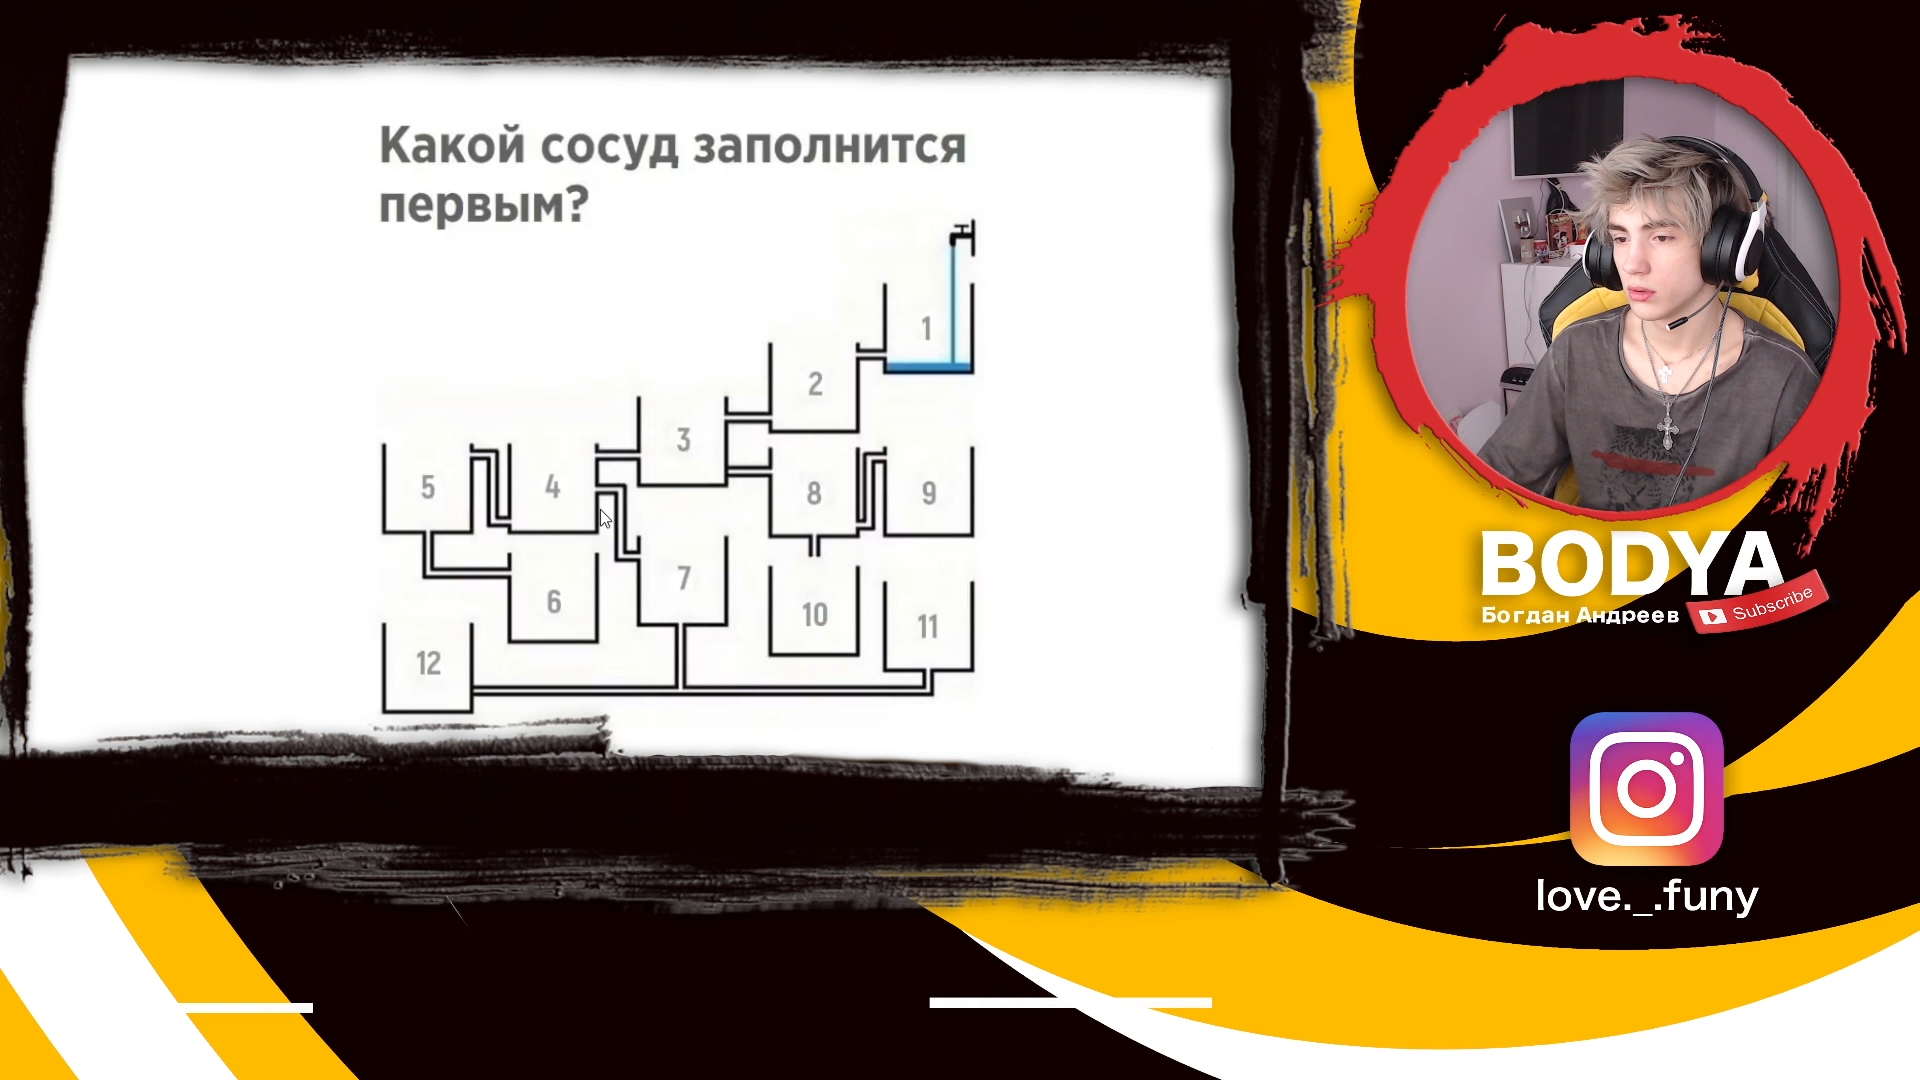 Какой сосуд заполнится
первым?
1
2
3
5
4
8
9
6
7
10
11
12
BODYA
Богдан Андреев
Subscribe
love._.funy